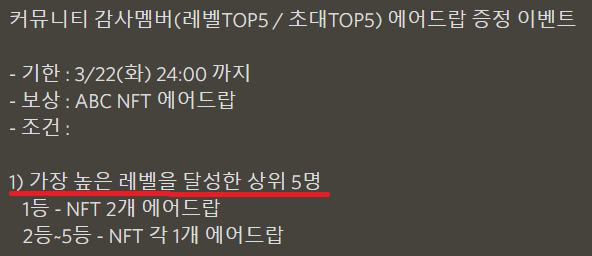 커뮤니티 감사멤버(레벨TOP5 / 초대TOP5) 에어드랍 증정 이벤트
- 기한 : 3/22(화) 24:00 까지
- 보상 : ABC NFT 에어드랍
- 조건 :
1) 가장 높은 레벨을 달성한 상위 5명
1등 - NFT 2개 에어드랍
2등~5등 - NFT 각 1개 에어드랍